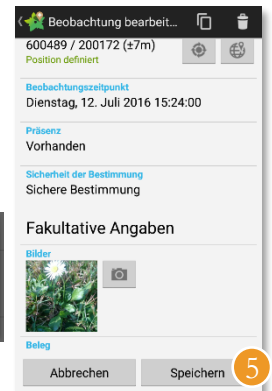 Beobachtung bearbeit...
600489 / 200172 (±7m)
Position definiert
Beobachtungszeitpunkt
Dienstag, 12. Juli 2016 15:24:00
Präsenz
Vorhanden
Sicherheit der Bestimmung
Sichere Bestimmung
Fakultative Angaben
Bilder
Beleg
Abbrechen
Speichern
5